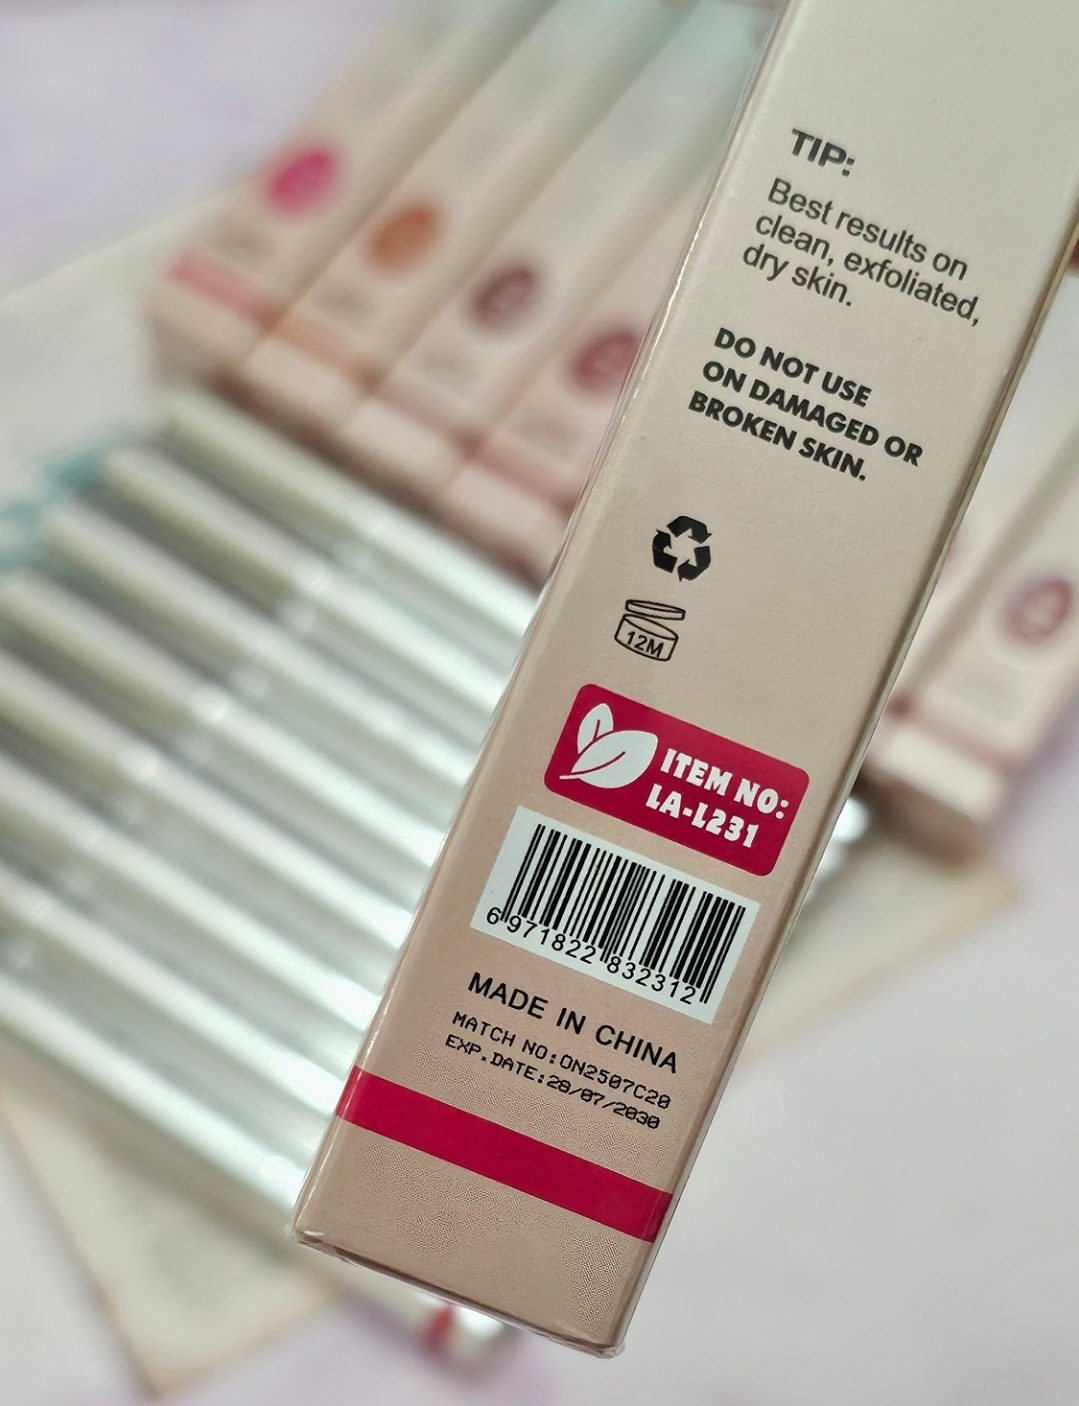 TIP:
Best results on
clean, exfoliated,
dry skin.
DO NOT USE
ON DAMAGED OR
BROKEN SKIN.
12M
ITEM NO:
LA-L231
6 971822 832312
MADE IN CHINA
MATCH NO:ON2507C20
EXP.DATE:28/07/2030